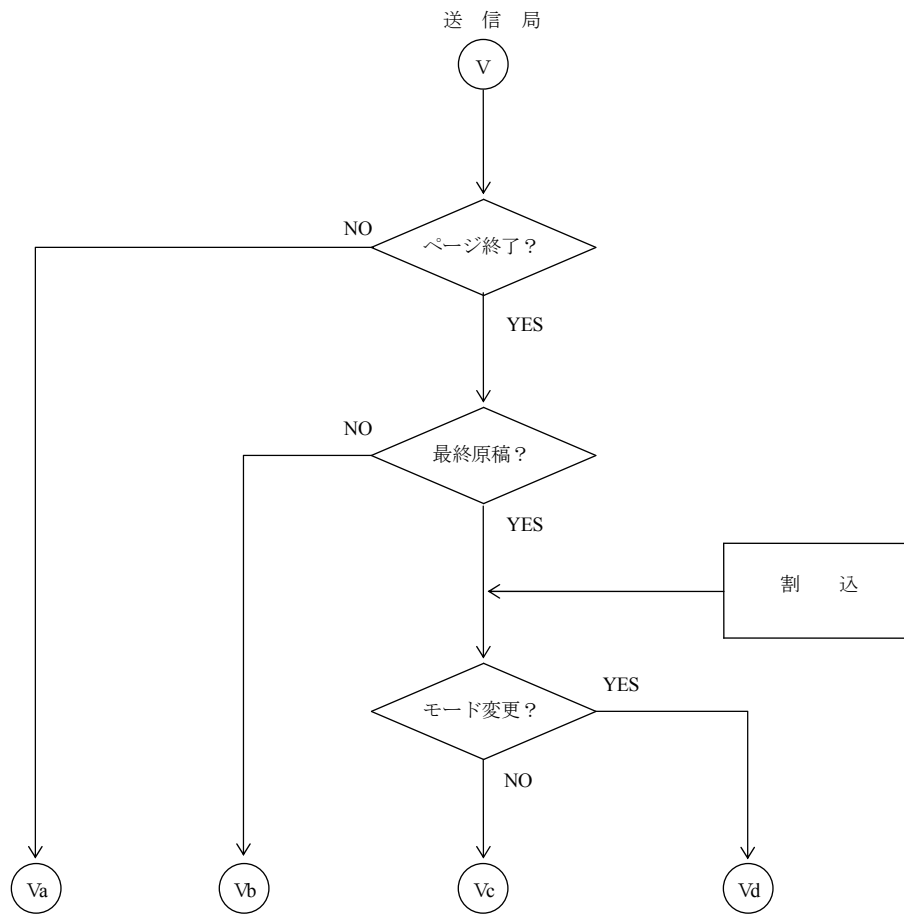 送 信 局
V
NO
ページ終了？
YES
NO
最終原稿？
YES
割 込
YES
モード変更？
NO
Va
Vb
Vc
Vd